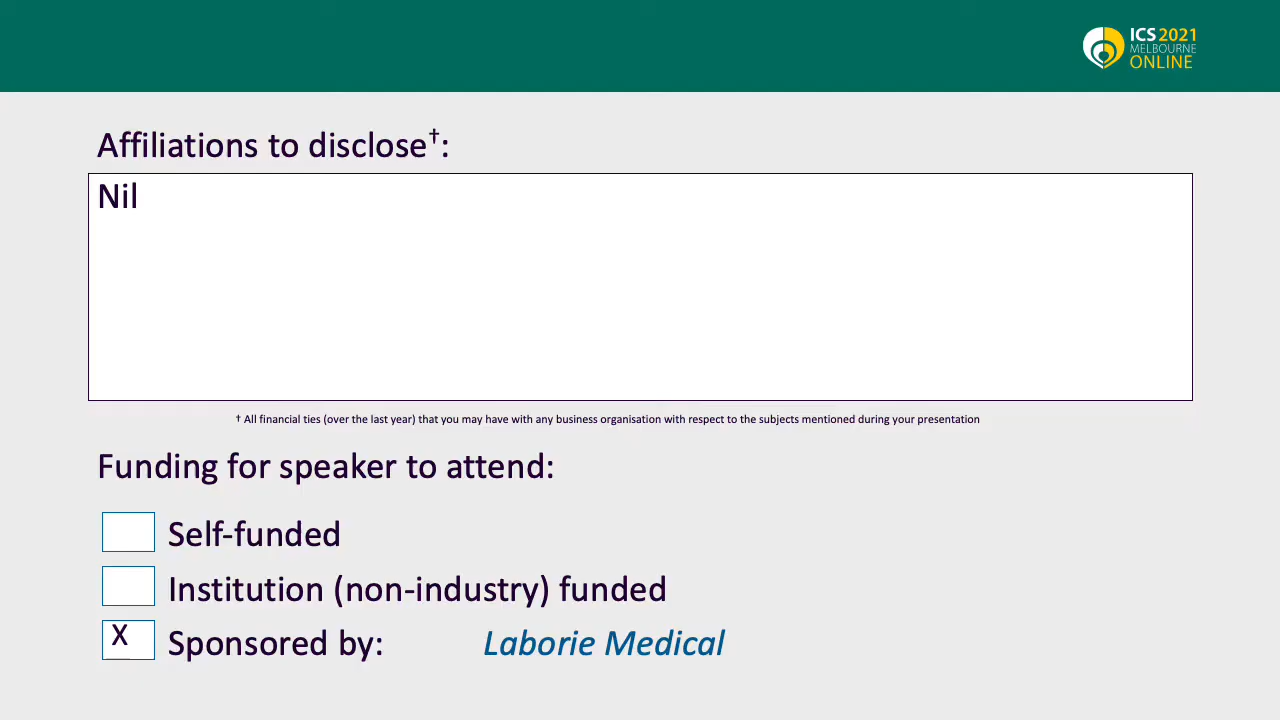 ICS 2021
MELBOURNE
ONLINE
Affiliations to disclose†:
Nil
† All financial ties (over the last year) that you may have with any business organisation with respect to the subjects mentioned during your presentation
Funding for speaker to attend:
Self-funded
Institution (non-industry) funded
X Sponsored by: Laborie Medical